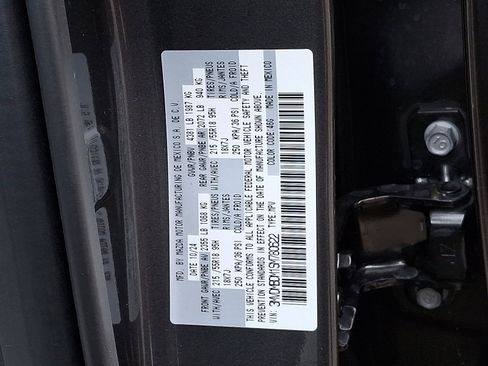 MFD. BY MAZDA MOTOR MANUFACTURING DE MEXICO S.A. DE C.V.
DATE 10/24 GVWR/PNBV 4381 LB 1987 KG
FRONT GAWR/PNBE AV 2355 LB 1068 KG REAR GAWR/PNBE AR 2072 LB 940 KG
WITH/AVEC 215/55R18 95H TIRES/PNEUS WITH/AVEC 215/55R18 95H TIRES/PNEUS
18X7J RIMS/JANTES 18X7J RIMS/JANTES
250 KPA/36 PSI COLD/A FROID 250 KPA/36 PSI COLD/A FROID
THIS VEHICLE CONFORMS TO ALL APPLICABLE FEDERAL MOTOR VEHICLE SAFETY AND THEFT
PREVENTION STANDARDS IN EFFECT ON THE DATE OF MANUFACTURE SHOWN ABOVE.
VIN: TYPE: MPV COLOR CODE: 46G MADE IN MEXICO